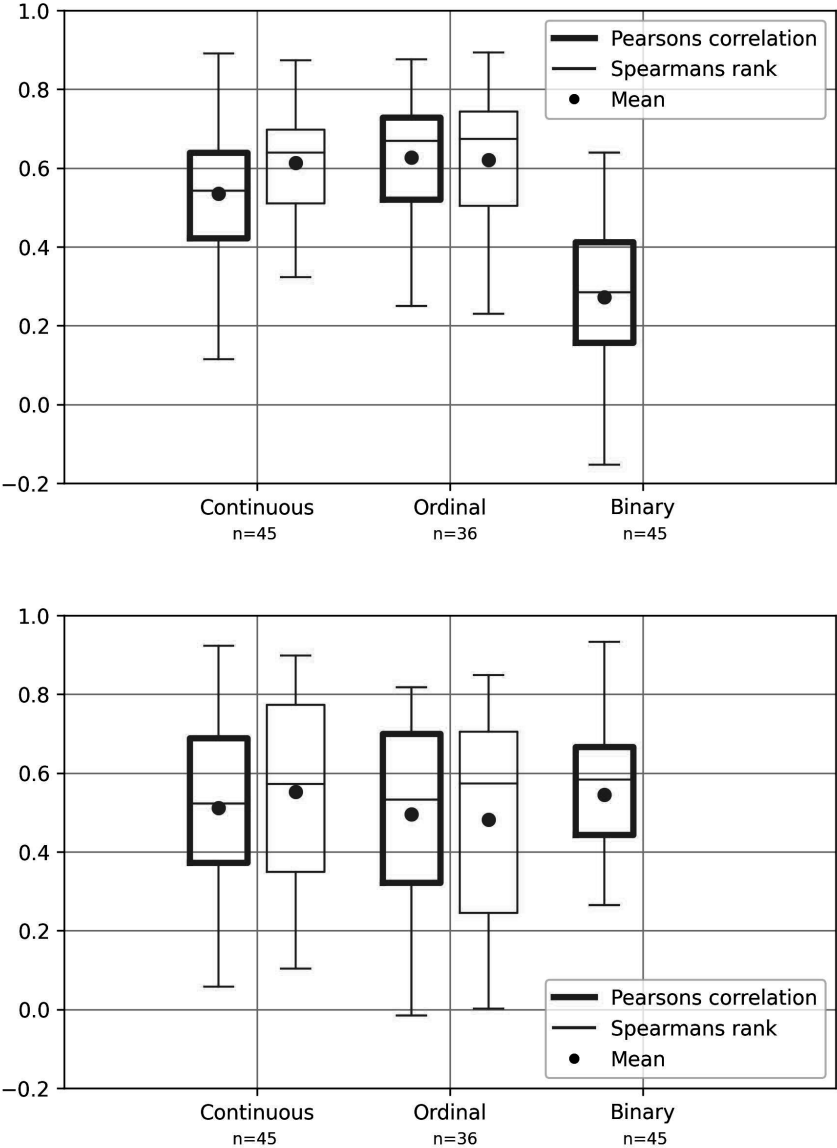 1.0
Pearsons correlation
Spearmans rank
Mean
0.8
0.6
0.4
0.2
0.0
−0.2
Continuous Ordinal Binary
n=45 n=36 n=45
1.0
0.8
0.6
0.4
0.2
0.0
Pearsons correlation
Spearmans rank
Mean
−0.2
Continuous Ordinal Binary
n=45 n=36 n=45